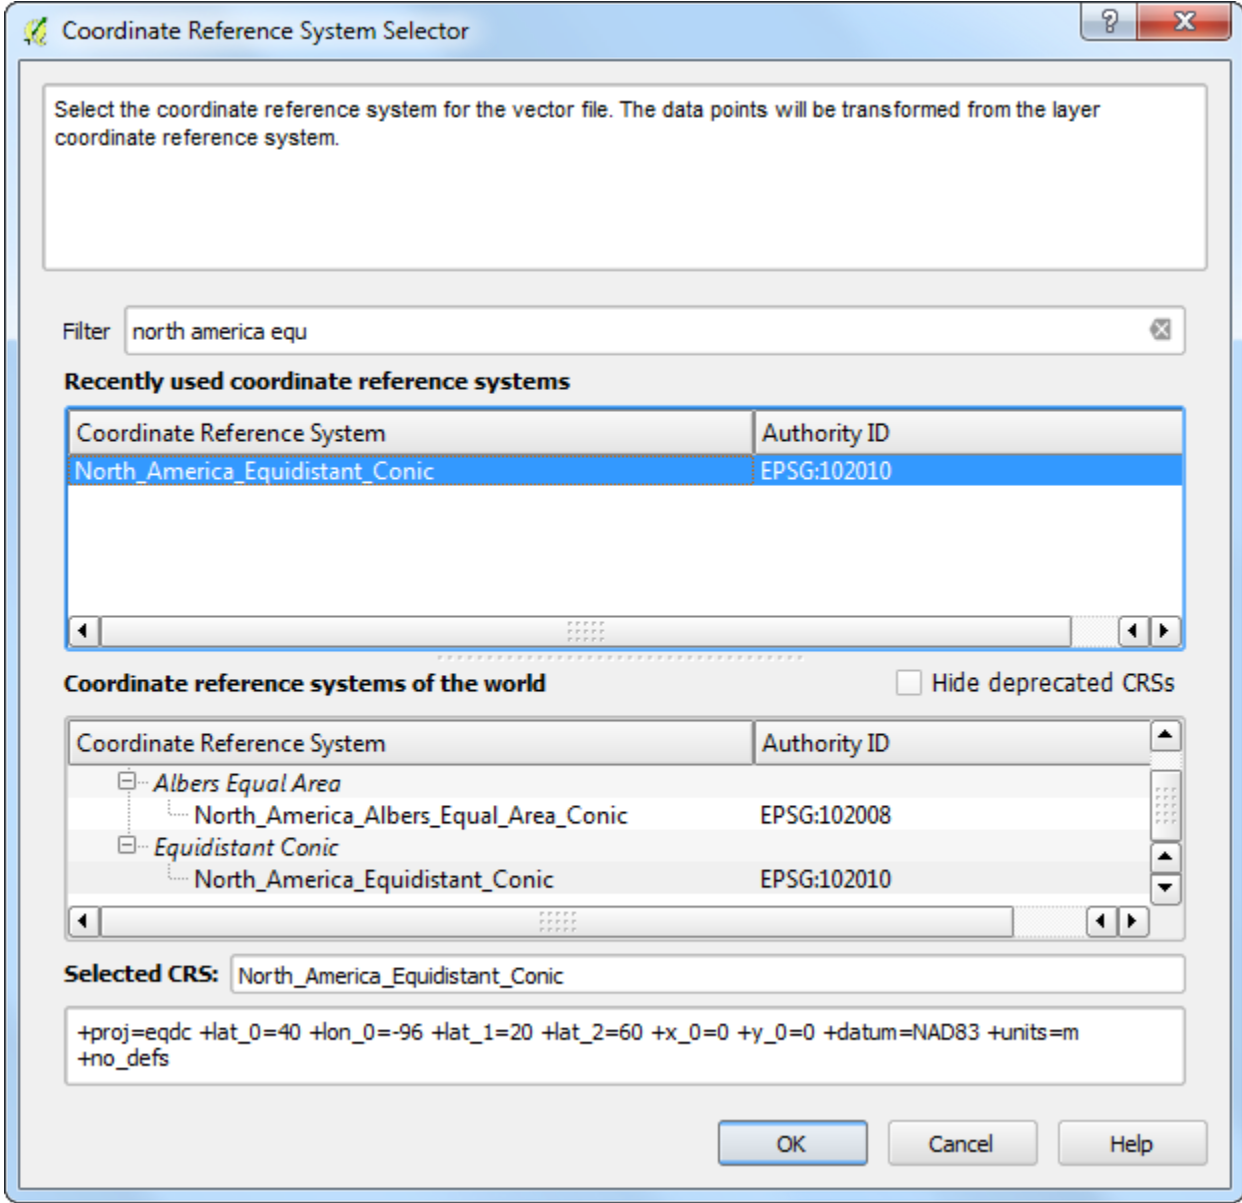 Coordinate Reference System Selector
?
Select the coordinate reference system for the vector file. The data points will be transformed from the layer
coordinate reference system.
Filter north america equ
Recently used coordinate reference systems
Coordinate Reference System Authority ID
North_America_Equidistant_Conic EPSG:102010
Coordinate reference systems of the world Hide deprecated CRSs
Coordinate Reference System Authority ID
Albers Equal Area
North_America_Albers_Equal_Area_Conic EPSG:102008
Equidistant Conic
North_America_Equidistant_Conic EPSG:102010
Selected CRS: North_America_Equidistant_Conic
+proj=eqdc +lat_0=40 +lon_0=-96 +lat_1=20 +lat_2=60 +x_0=0 +y_0=0 +datum=NAD83 +units=m
+no_defs
OK Cancel Help